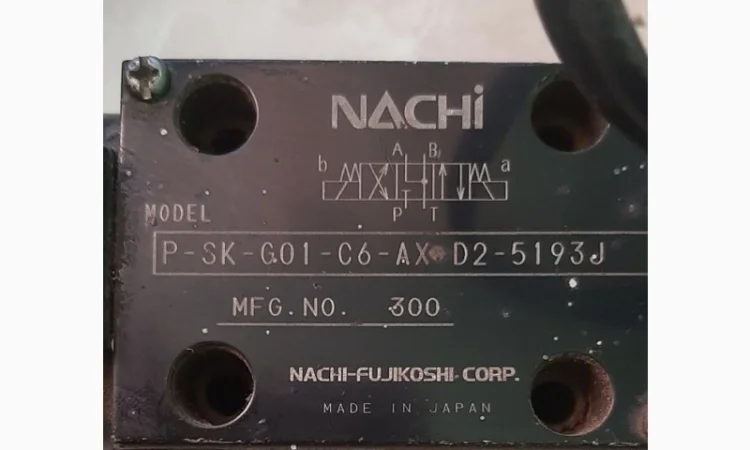 NACHi
A B
b a
P T
MODEL
P-SK-G01-C6-AX-D2-5193J
MFG.NO. 300
NACHI-FUJIKOSHI CORP.
MADE IN JAPAN